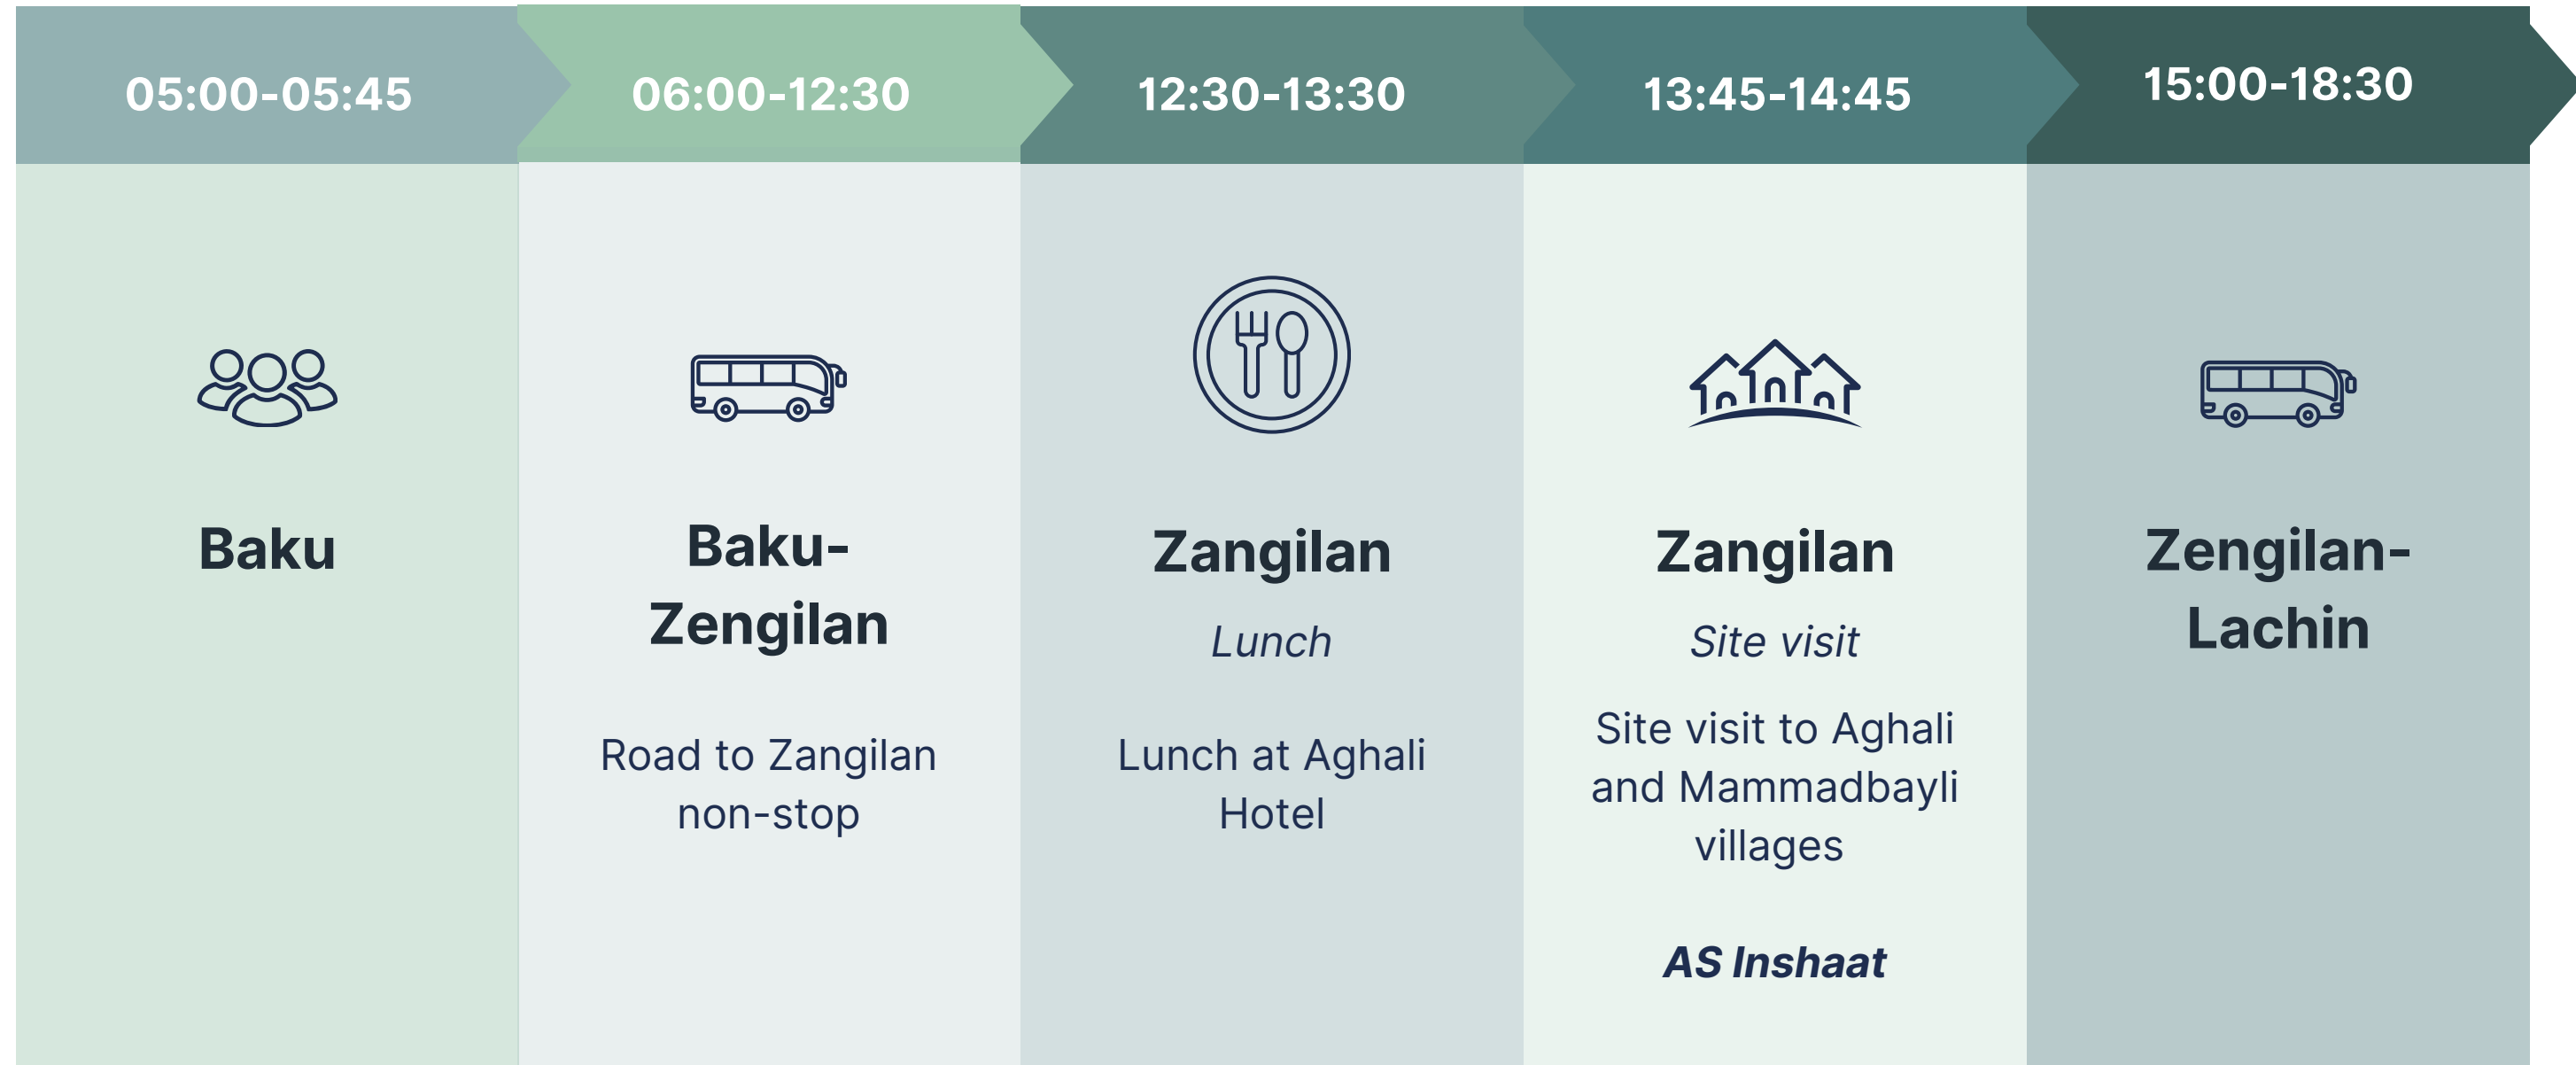 05:00-05:45
06:00-12:30
12:30-13:30
13:45-14:45
15:00-18:30
Baku
Baku-
Zengilan
Road to Zangilan
non-stop
Zangilan
Lunch
Lunch at Aghali
Hotel
Zangilan
Site visit
Site visit to Aghali
and Mammadbayli
villages
AS Inshaat
Zengilan-
Lachin